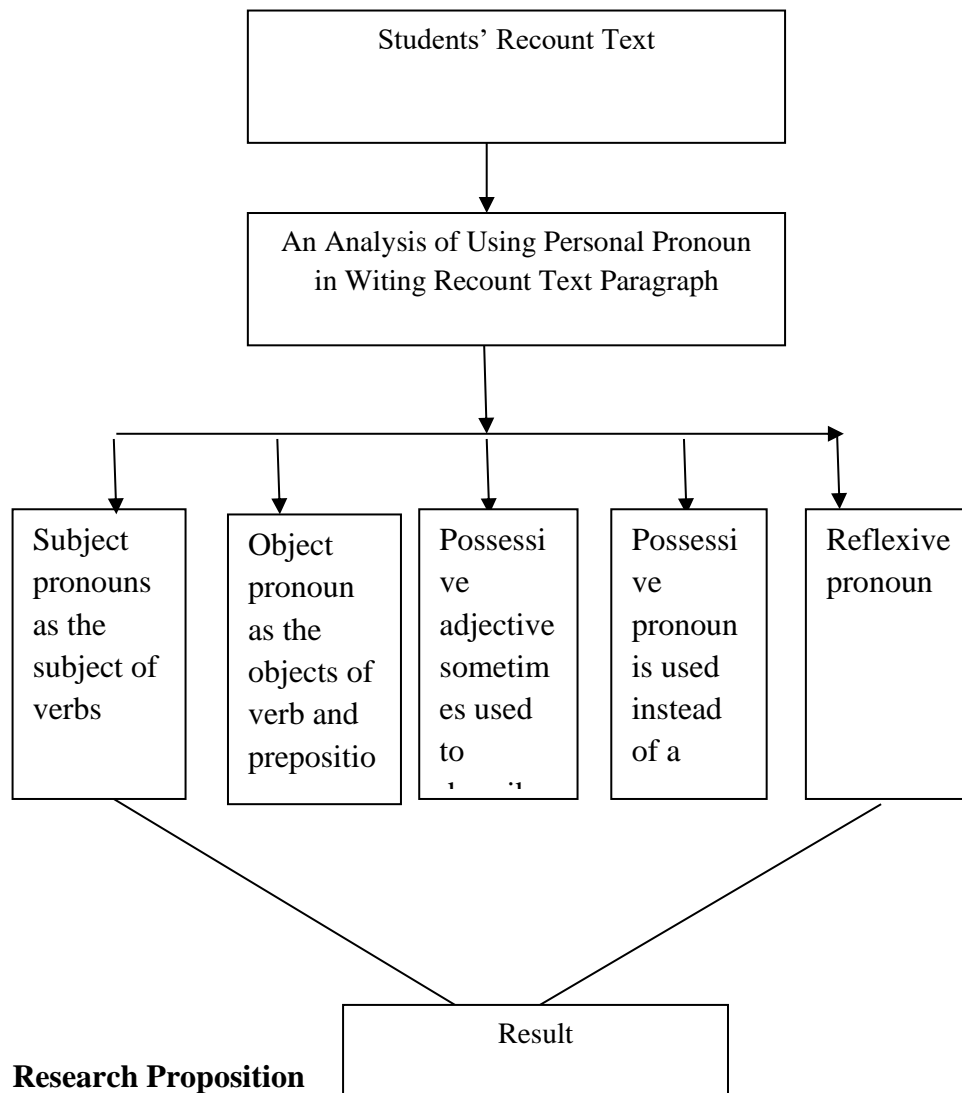 Students’ Recount Text
An Analysis of Using Personal Pronoun
in Witing Recount Text Paragraph
Subject
pronouns
as the
subject of
verbs
Object
pronoun
as the
objects of
verb and
prepositio
Possessi
ve
adjective
sometim
es used
to
Possessi
ve
pronoun
is used
instead
of a
Reflexive
pronoun
Result
Research Proposition